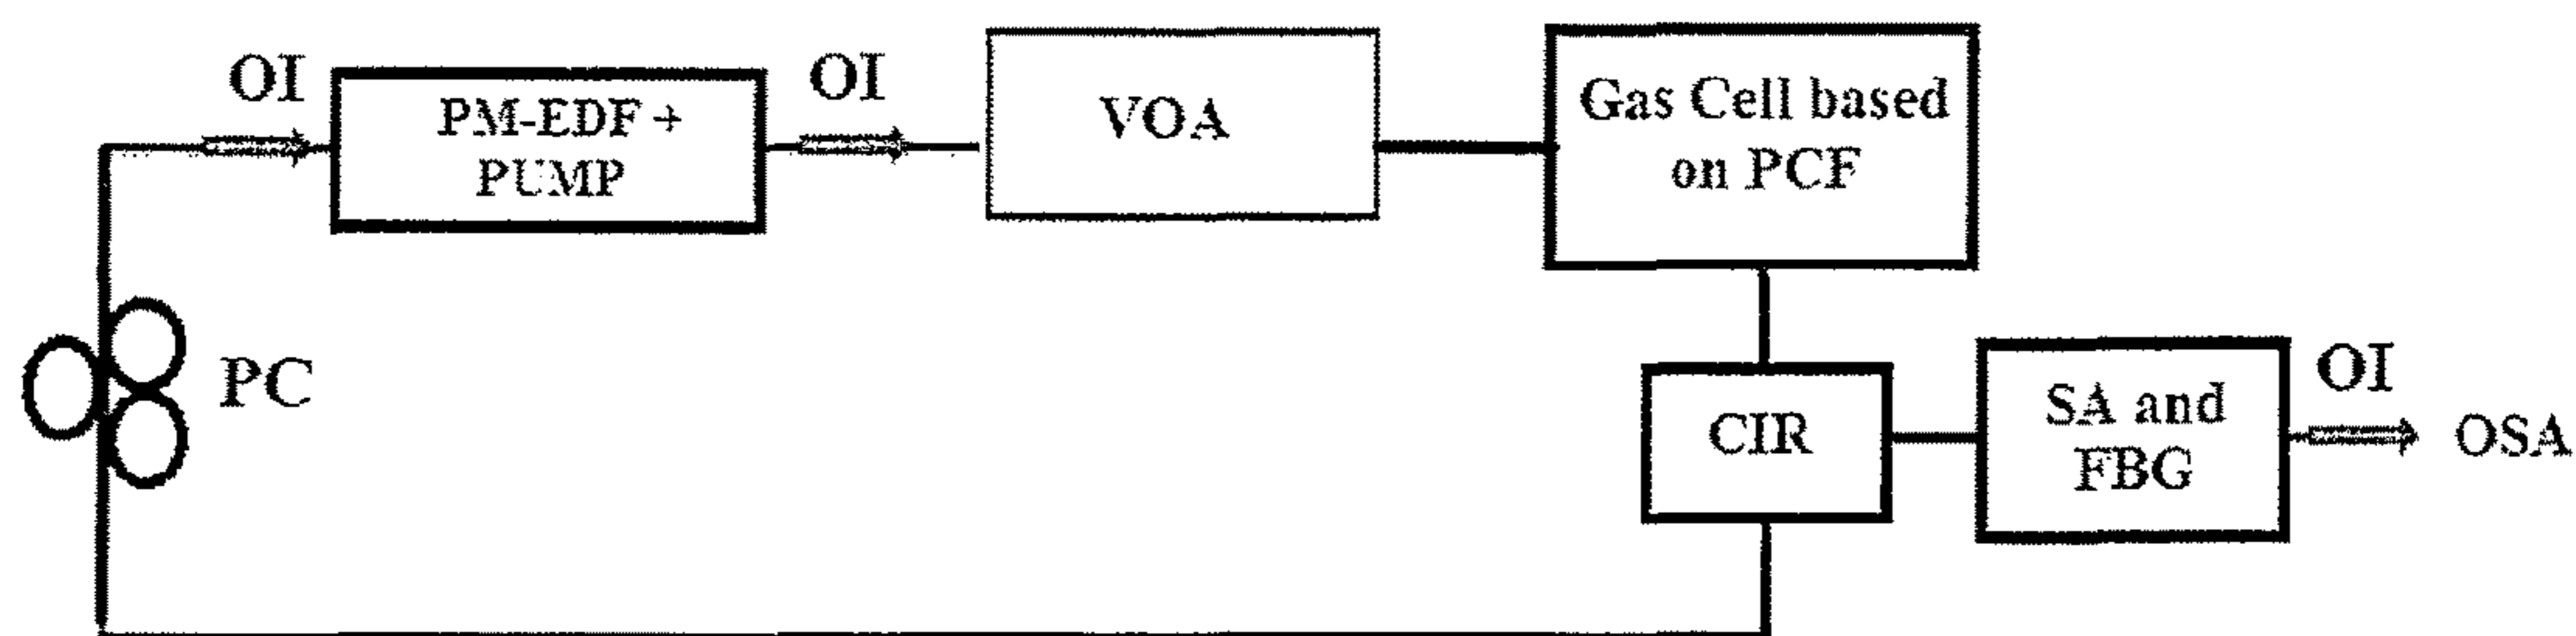 OI
PM-EDF +
PUMP
OI
VOA
Gas Cell based
on PCF
PC
CIR
SA and
FBG
OI
OSA